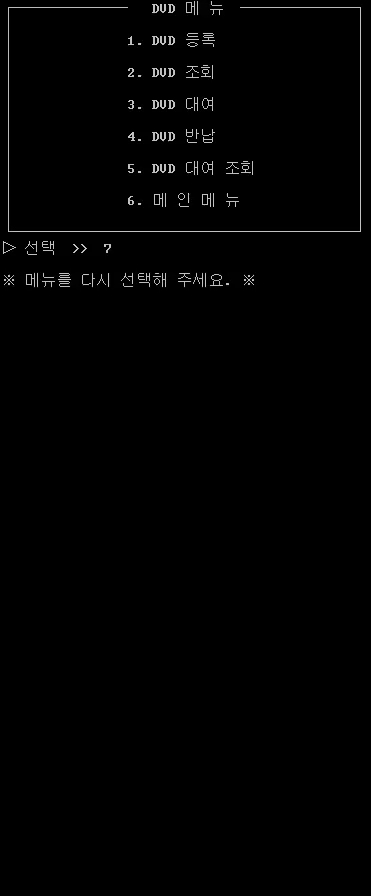 DVD 메 뉴
1. DVD 등록
2. DVD 조회
3. DVD 대여
4. DVD 반납
5. DVD 대여 조회
6. 메 인 메 뉴
▷ 선택 >> 7
※ 메뉴를 다시 선택해 주세요. ※